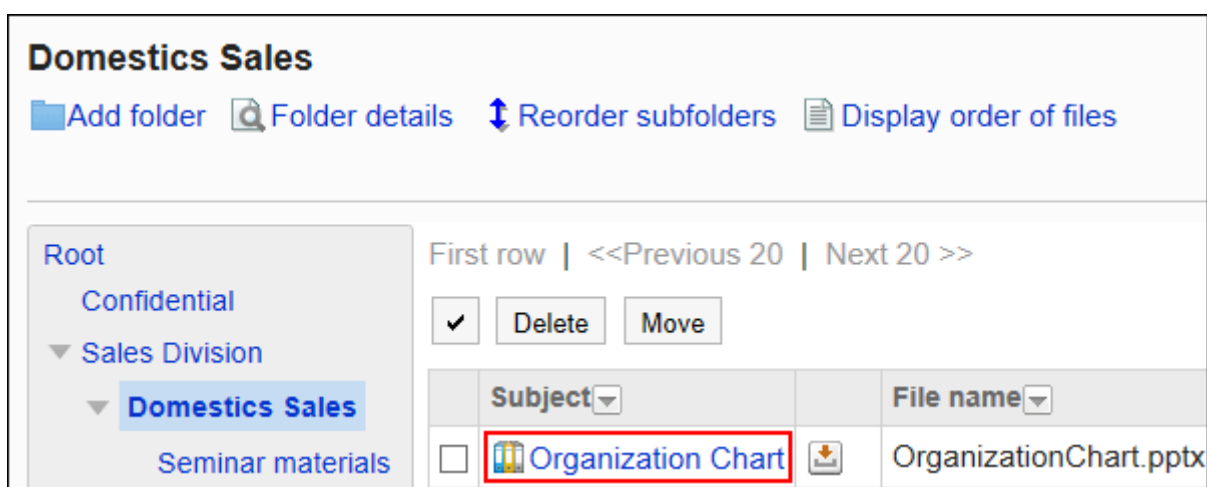 Domestics Sales
Add folder Folder details Reorder subfolders Display order of files
Root
Confidential
Sales Division
Domestics Sales
Seminar materials
First row | <<Previous 20 | Next 20 >>
Delete Move
Subject File name
Organization Chart OrganizationChart.pptx